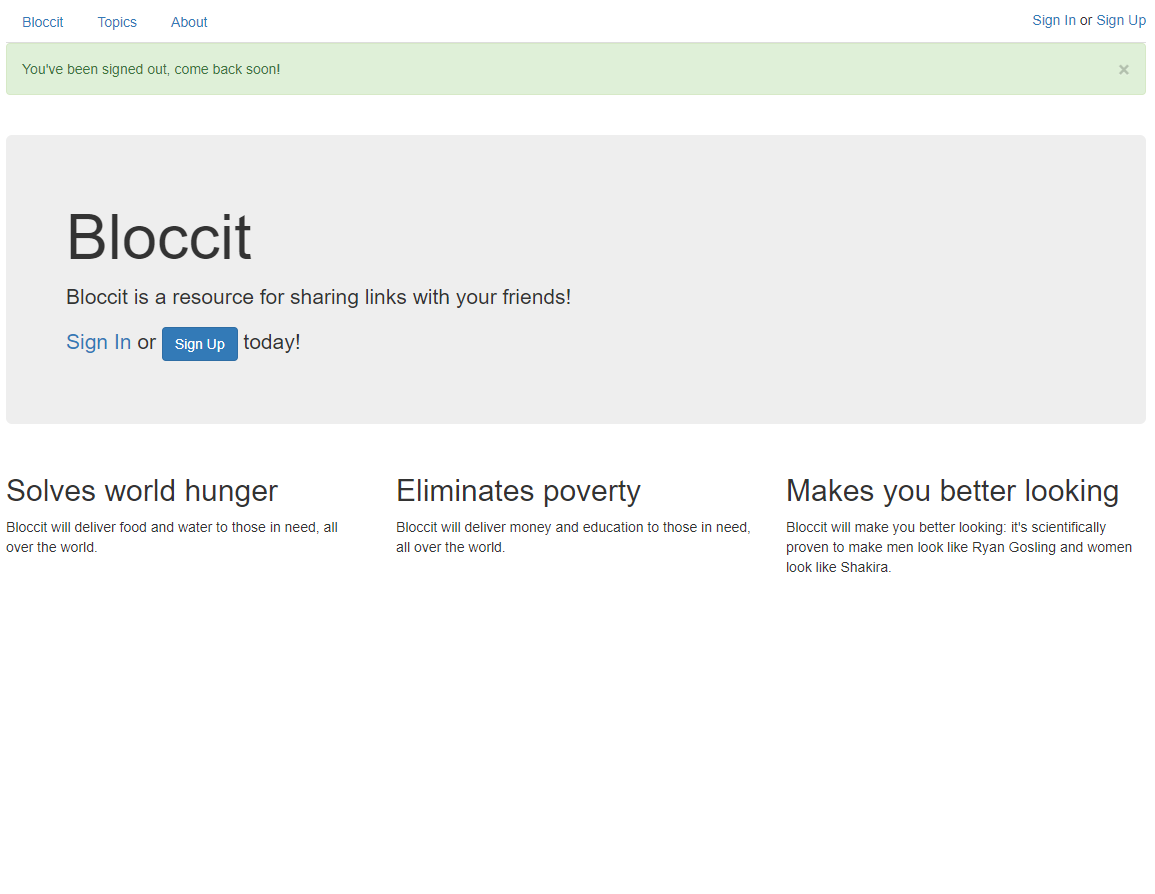 Bloccit Topics About Sign In or Sign Up
You've been signed out, come back soon! ×
Bloccit
Bloccit is a resource for sharing links with your friends!
Sign In or Sign Up today!
Solves world hunger
Bloccit will deliver food and water to those in need, all
over the world.
Eliminates poverty
Bloccit will deliver money and education to those in need,
all over the world.
Makes you better looking
Bloccit will make you better looking: it's scientifically
proven to make men look like Ryan Gosling and women
look like Shakira.